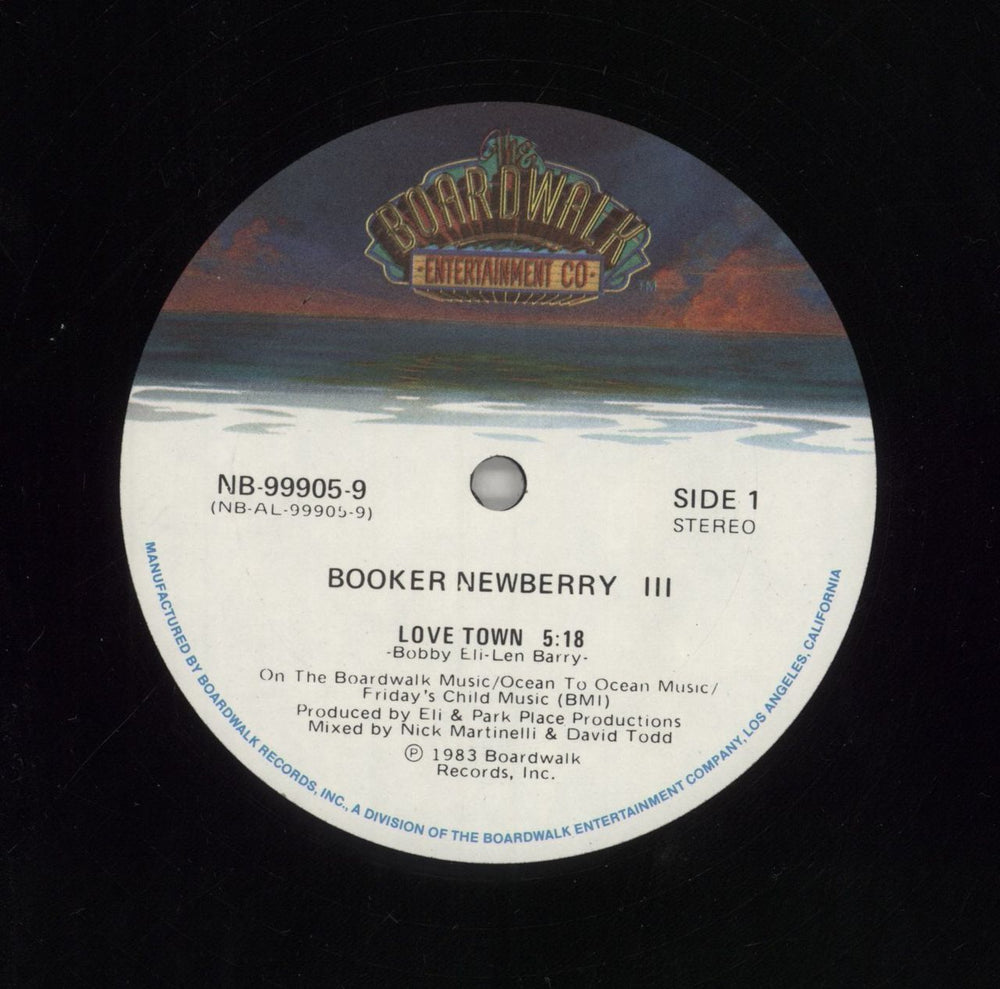 The
BOARDWALK
·ENTERTAINMENT CO·
TM
NB-99905-9
(NB-AL-99905-9)
SIDE 1
STEREO
BOOKER NEWBERRY III
LOVE TOWN 5:18
-Bobby Eli-Len Barry-
On The Boardwalk Music/Ocean To Ocean Music/
Friday's Child Music (BMI)
Produced by Eli & Park Place Productions
Mixed by Nick Martinelli & David Todd
Ⓟ 1983 Boardwalk
Records, Inc.
MANUFACTURED BY BOARDWALK RECORDS, INC., A DIVISION OF THE BOARDWALK ENTERTAINMENT COMPANY, LOS ANGELES, CALIFORNIA